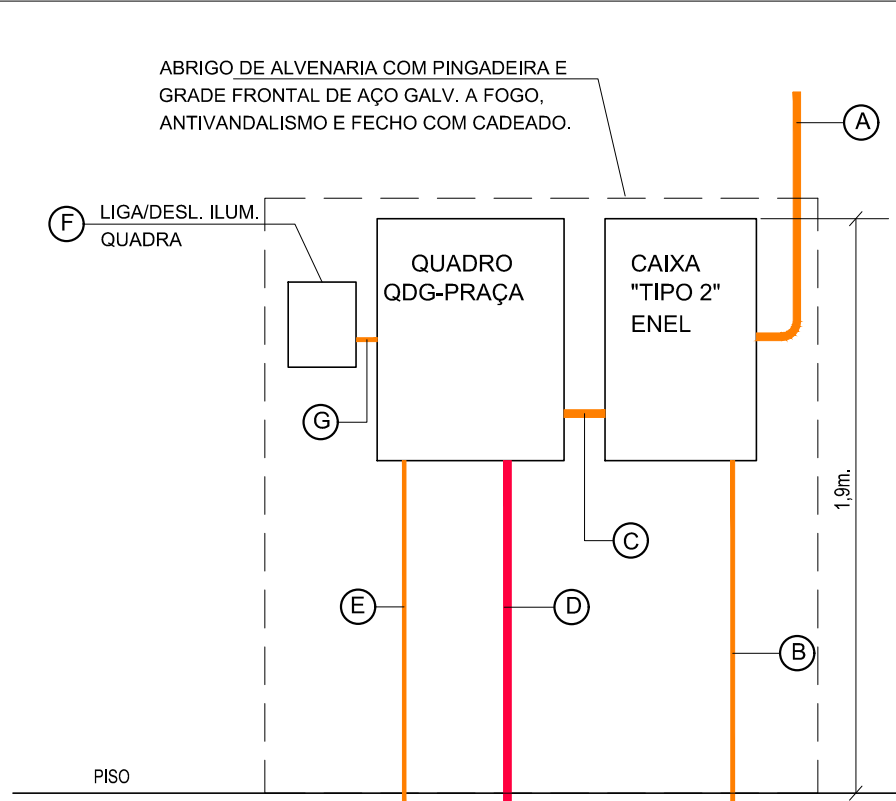 ABRIGO DE ALVENARIA COM PINGADEIRA E
GRADE FRONTAL DE AÇO GALV. A FOGO,
ANTIVANDALISMO E FECHO COM CADEADO.
A
F
LIGA/DESL. ILUM.
QUADRA
QUADRO
QDG-PRAÇA
CAIXA
"TIPO 2"
ENEL
G
C
1,9m.
E
D
B
PISO